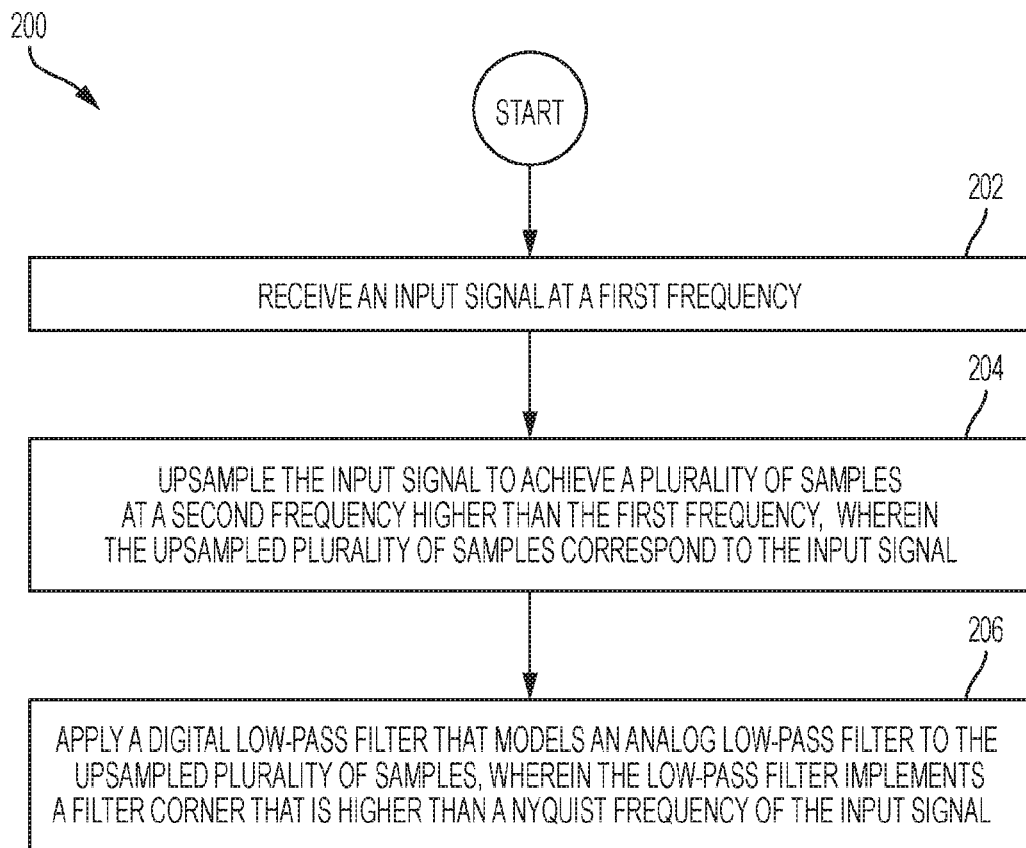 200
START
202
RECEIVE AN INPUT SIGNAL AT A FIRST FREQUENCY
204
UPSAMPLE THE INPUT SIGNAL TO ACHIEVE A PLURALITY OF SAMPLES
AT A SECOND FREQUENCY HIGHER THAN THE FIRST FREQUENCY, WHEREIN
THE UPSAMPLED PLURALITY OF SAMPLES CORRESPOND TO THE INPUT SIGNAL
206
APPLY A DIGITAL LOW-PASS FILTER THAT MODELS AN ANALOG LOW-PASS FILTER TO THE
UPSAMPLED PLURALITY OF SAMPLES, WHEREIN THE LOW-PASS FILTER IMPLEMENTS
A FILTER CORNER THAT IS HIGHER THAN A NYQUIST FREQUENCY OF THE INPUT SIGNAL